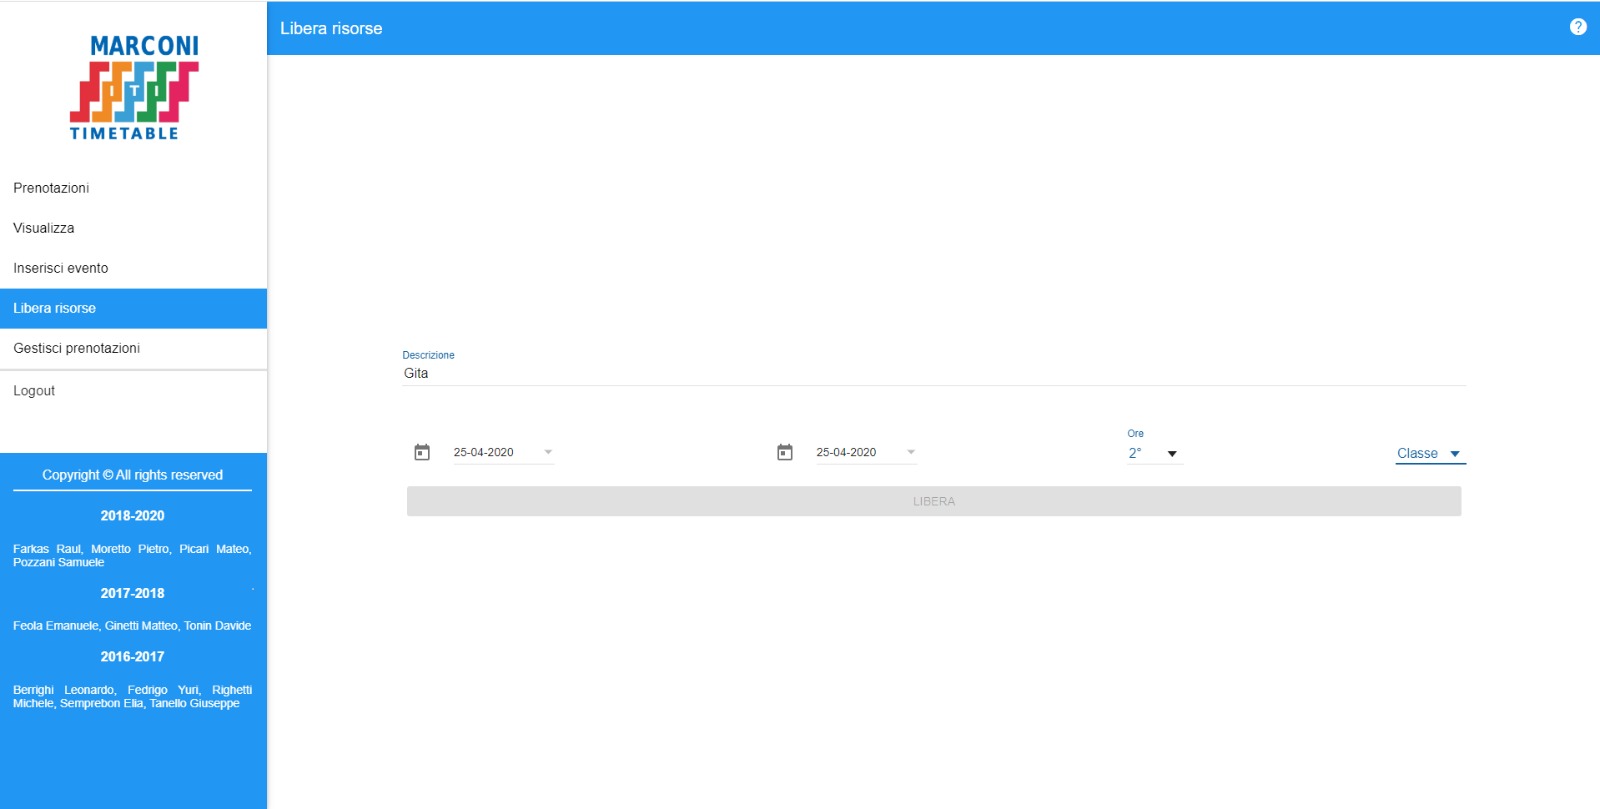 MARCONI
ITI
TIMETABLE
Prenotazioni
Visualizza
Inserisci evento
Libera risorse
Gestisci prenotazioni
Logout
Copyright © All rights reserved
2018-2020
Farkas Raul, Moretto Pietro, Picari Mateo,
Pozzani Samuele
2017-2018
Feola Emanuele, Ginetti Matteo, Tonin Davide
2016-2017
Berrighi Leonardo, Fedrigo Yuri, Righetti
Michele, Semprebon Elia, Tanello Giuseppe
Libera risorse
?
Descrizione
Gita
25-04-2020
25-04-2020
Ore
2°
Classe
LIBERA